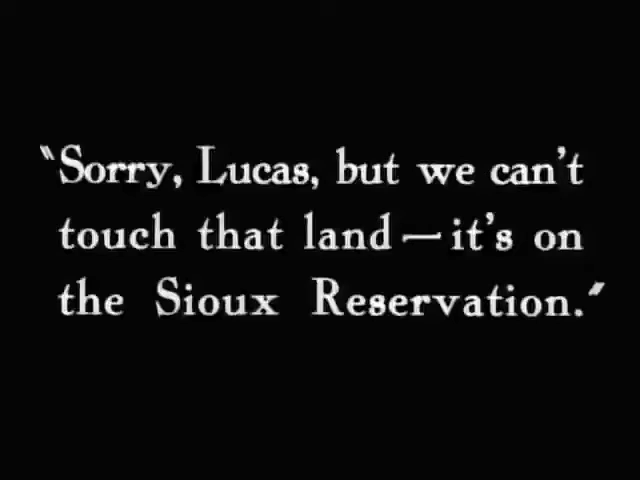 "Sorry, Lucas, but we can't
touch that land—it's on
the Sioux Reservation."